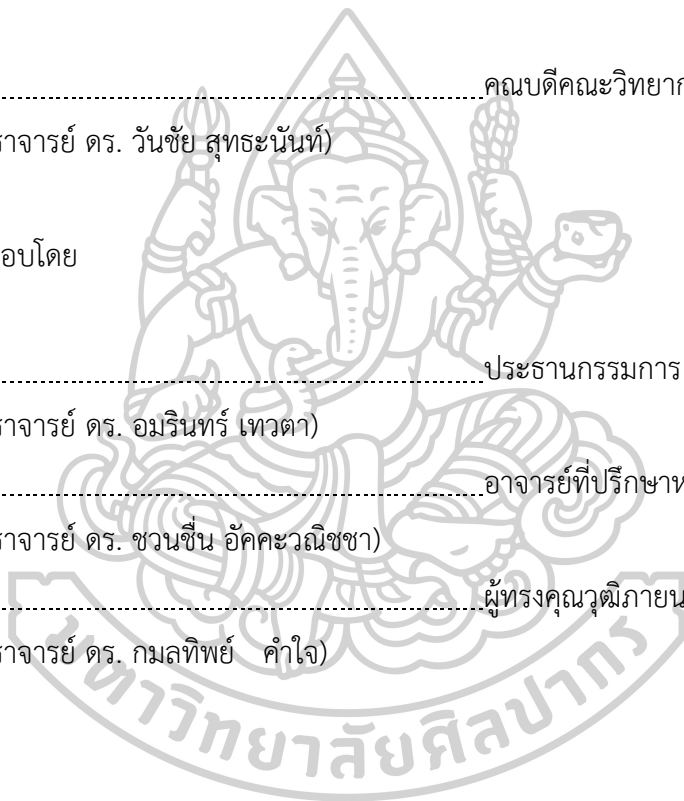 คณบดีคณะวิทยาก
ราจารย์ ดร. วันชัย สุทธะนันท์)
อบโดย
ประธานกรรมการ
ราจารย์ ดร. อมรินทร์ เทวตา)
อาจารย์ที่ปรึกษาห
ราจารย์ ดร. ชวนชื่น อัคคะวณิชชา)
ผู้ทรงคุณวุฒิภายน
ราจารย์ ดร. กมลทิพย์ คำใจ)
มหาวิทยาลัยศิลปากร